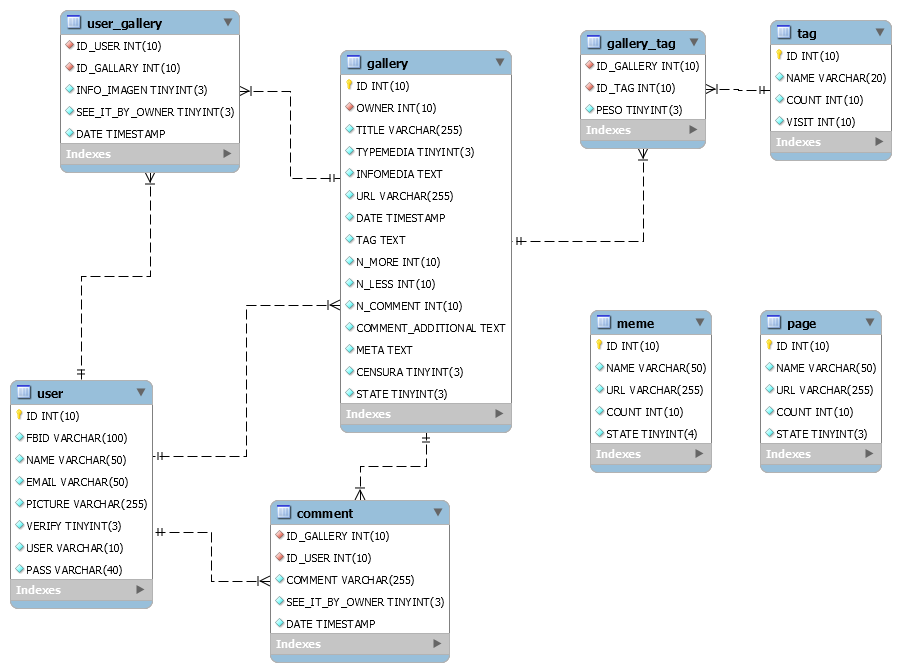 user_gallery
ID_USER INT(10)
ID_GALLARY INT(10)
INFO_IMAGEN TINYINT(3)
SEE_IT_BY_OWNER TINYINT(3)
DATE TIMESTAMP
Indexes
gallery
ID INT(10)
OWNER INT(10)
TITLE VARCHAR(255)
TYPEMEDIA TINYINT(3)
INFOMEDIA TEXT
URL VARCHAR(255)
DATE TIMESTAMP
TAG TEXT
N_MORE INT(10)
N_LESS INT(10)
N_COMMENT INT(10)
COMMENT_ADDITIONAL TEXT
META TEXT
CENSURA TINYINT(3)
STATE TINYINT(3)
Indexes
gallery_tag
ID_GALLERY INT(10)
ID_TAG INT(10)
PESO TINYINT(3)
Indexes
tag
ID INT(10)
NAME VARCHAR(20)
COUNT INT(10)
VISIT INT(10)
Indexes
meme
ID INT(10)
NAME VARCHAR(50)
URL VARCHAR(255)
COUNT INT(10)
STATE TINYINT(4)
Indexes
page
ID INT(10)
NAME VARCHAR(50)
URL VARCHAR(255)
COUNT INT(10)
STATE TINYINT(3)
Indexes
user
ID INT(10)
FBID VARCHAR(100)
NAME VARCHAR(50)
EMAIL VARCHAR(50)
PICTURE VARCHAR(255)
VERIFY TINYINT(3)
USER VARCHAR(10)
PASS VARCHAR(40)
Indexes
comment
ID_GALLERY INT(10)
ID_USER INT(10)
COMMENT VARCHAR(255)
SEE_IT_BY_OWNER TINYINT(3)
DATE TIMESTAMP
Indexes